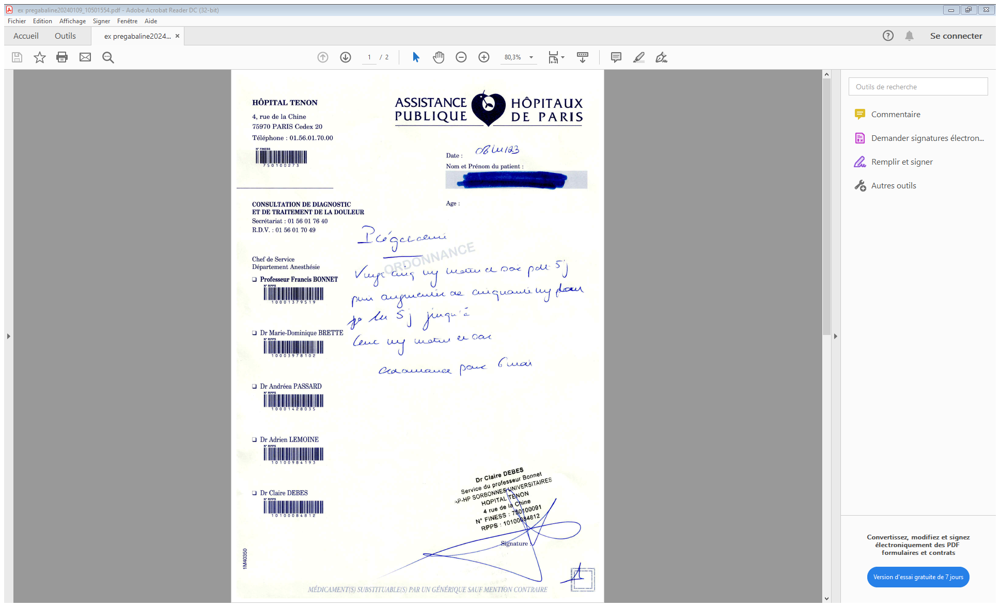 ex pregabaline20240109_10501554.pdf - Adobe Acrobat Reader DC (32-bit)
Fichier Edition Affichage Signer Fenêtre Aide
Accueil Outils ex pregabaline2024... × Se connecter
1 / 2 80,3%
HÔPITAL TENON
4, rue de la Chine
75970 PARIS Cedex 20
Téléphone : 01.56.01.70.00
N° FINESS
750100273
ASSISTANCE PUBLIQUE HÔPITAUX DE PARIS
Date : 08/11/23
Nom et Prénom du patient :
Age :
CONSULTATION DE DIAGNOSTIC
ET DE TRAITEMENT DE LA DOULEUR
Secrétariat : 01 56 01 76 40
R.D.V. : 01 56 01 70 49
Chef de Service
Département Anesthésie
Professeur Francis BONNET
N° RPPS
10001379519
Dr Marie-Dominique BRETTE
N° RPPS
10003978102
Dr Andréea PASSARD
N° RPPS
10001428035
Dr Adrien LEMOINE
N° RPPS
10100984193
Dr Claire DEBES
N° RPPS
10100084812
Prégabaline
ORDONNANCE
Vingt cinq mg matin et soir pdt 5j
puis augmenter de cinquante mg
les 5j jusqu'à
Cent mg matin et soir
ordonnance pour 6 mois
Dr Claire DEBES
Service du professeur Bonnet
AP-HP SORBONNES UNIVERSITAIRES
HOPITAL TENON
4 rue de la Chine
N° FINESS : 750100091
RPPS : 10100084812
Signature :
1
1M40350
MÉDICAMENT(S) SUBSTITUABLE(S) PAR UN GÉNÉRIQUE SAUF MENTION CONTRAIRE
Outils de recherche
Commentaire
Demander signatures électron...
Remplir et signer
Autres outils
Convertissez, modifiez et signez
électroniquement des PDF
formulaires et contrats
Version d'essai gratuite de 7 jours